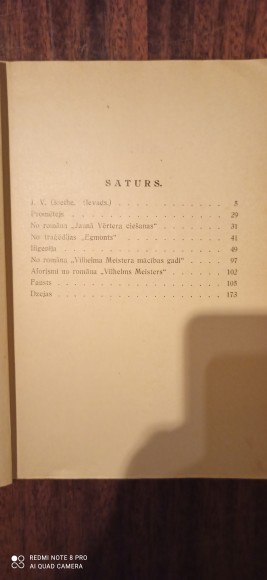 SATURS.
J. V. Goethe. (Ievads.) 5
Prometejs 29
No romāna „Jaunā Vērtera ciešanas“ 31
No traģēdijas „Egmonts“ 41
Ifigenija 49
No romāna „Vilhelma Meistera mācības gadi“ 97
Aforismi no romāna „Vilhelms Meisters“ 102
Fausts 105
Dzejas 173
REDMI NOTE 8 PRO
AI QUAD CAMERA